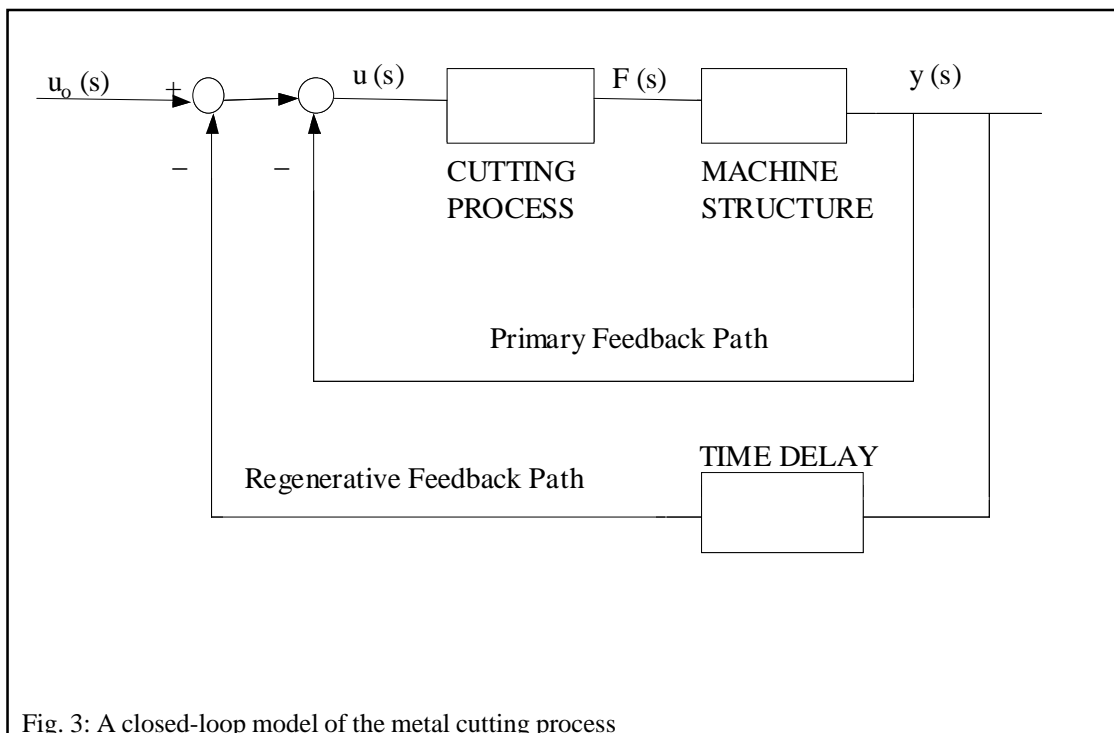 uo (s)
+
u (s)
F (s)
y (s)
–
–
CUTTING
PROCESS
MACHINE
STRUCTURE
Primary Feedback Path
TIME DELAY
Regenerative Feedback Path
Fig. 3: A closed-loop model of the metal cutting process